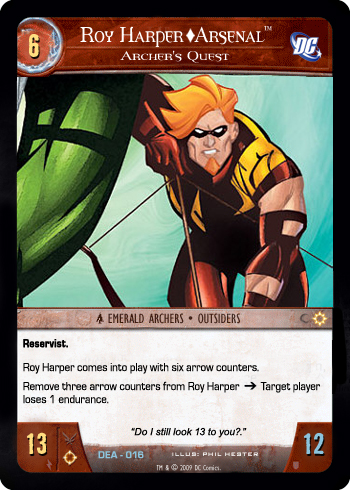 6
Roy Harper♦Arsenal™
Archer's Quest
DC
EMERALD ARCHERS • OUTSIDERS
Reservist.
Roy Harper comes into play with six arrow counters.
Remove three arrow counters from Roy Harper ➔ Target player
loses 1 endurance.
"Do I still look 13 to you?."
13
DEA - 016
ILLUS: PHIL HESTER
12
TM & © 2009 DC Comics.